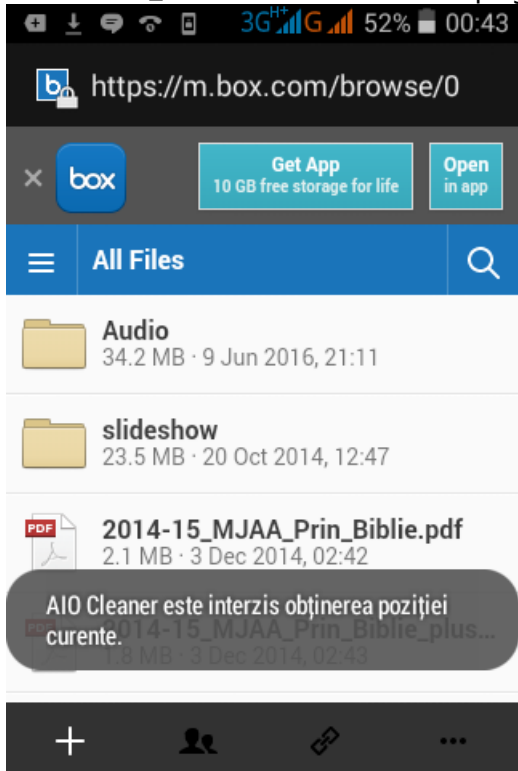 3G H+ G 52% 00:43
https://m.box.com/browse/0
× box Get App Open
10 GB free storage for life in app
All Files
Audio
34.2 MB · 9 Jun 2016, 21:11
slideshow
23.5 MB · 20 Oct 2014, 12:47
PDF 2014-15_MJAA_Prin_Biblie.pdf
2.1 MB · 3 Dec 2014, 02:42
AIO Cleaner este interzis obținerea poziției
curente.
2014-15_MJAA_Prin_Biblie_plus...
1.8 MB · 3 Dec 2014, 02:43